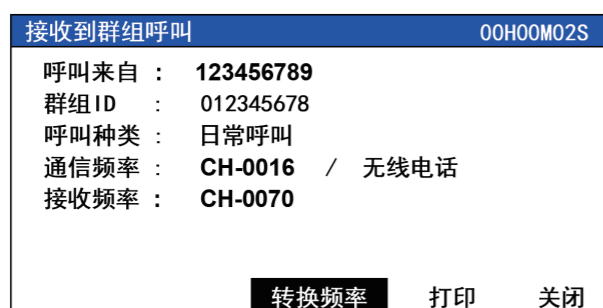 接收到群组呼叫 00H00M02S
呼叫来自 : 123456789
群组ID : 012345678
呼叫种类 : 日常呼叫
通信频率 : CH-0016 / 无线电话
接收频率 : CH-0070
转换频率 打印 关闭